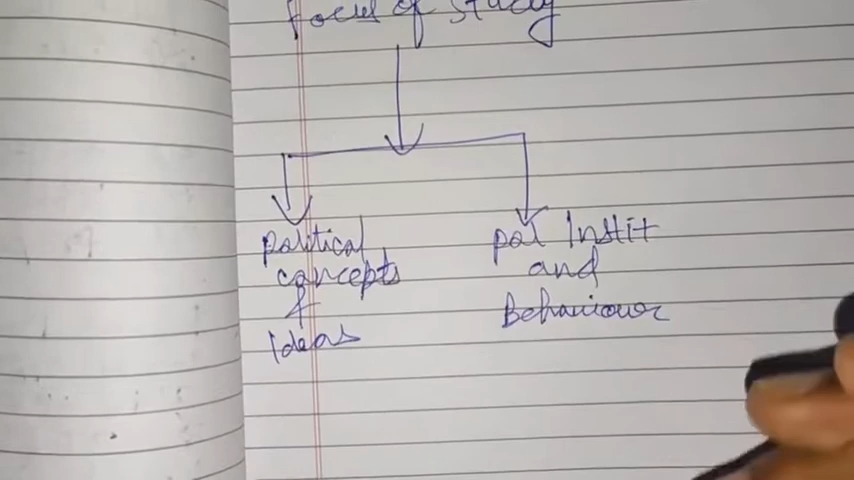 focus of study
political
concepts
&
Ideas
pol Instit
and
Behaviour